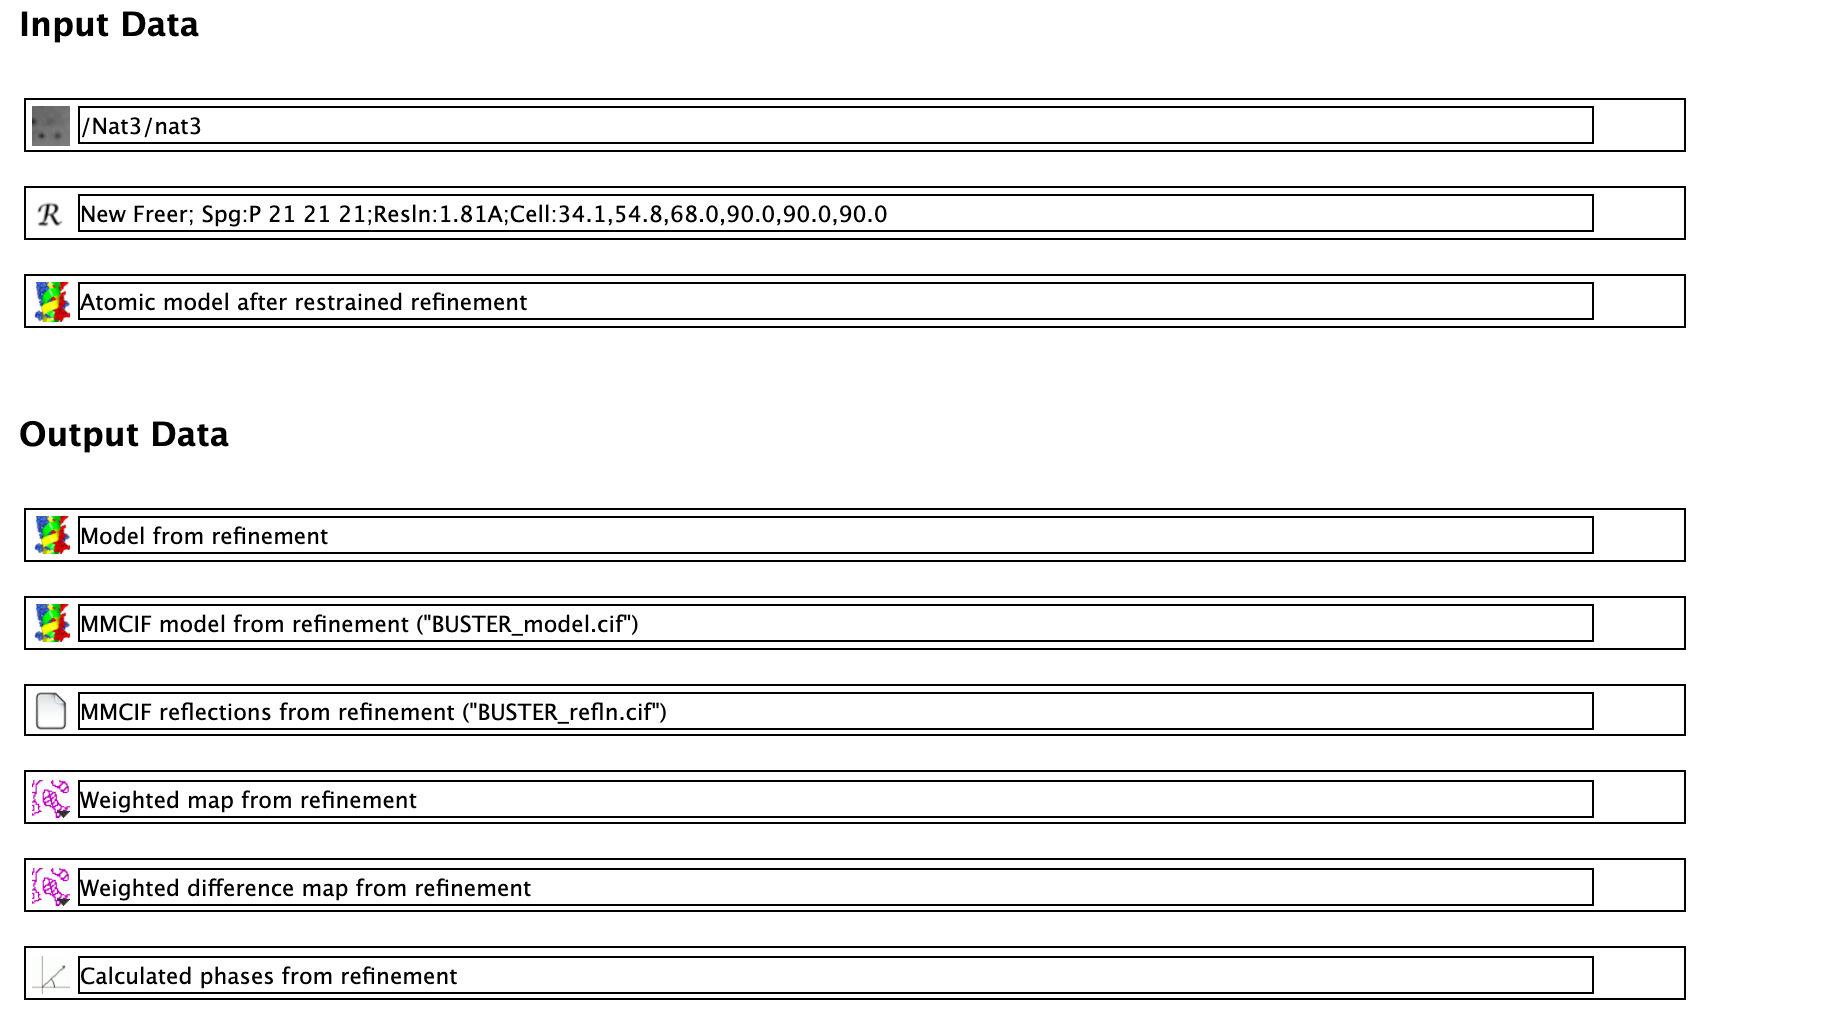 Input Data
/Nat3/nat3
R
New Freer; Spg:P 21 21 21;Resln:1.81A;Cell:34.1,54.8,68.0,90.0,90.0,90.0
Atomic model after restrained refinement
Output Data
Model from refinement
MMCIF model from refinement ("BUSTER_model.cif")
MMCIF reflections from refinement ("BUSTER_refln.cif")
Weighted map from refinement
Weighted difference map from refinement
Calculated phases from refinement